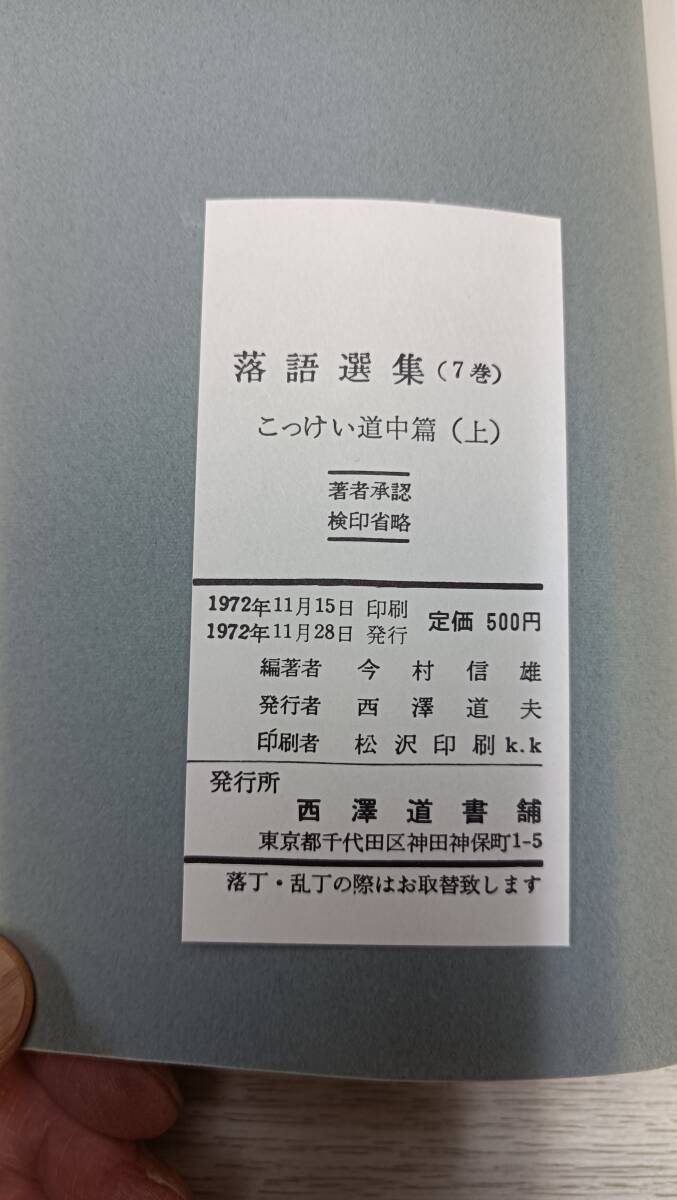 落語選集(7巻)
こっけい道中篇(上)
著者承認
検印省略
1972年11月15日 印刷
1972年11月28日 発行
定価 500円
編著者 今村信雄
発行者 西澤道夫
印刷者 松沢印刷k.k
発行所
西澤道書舗
東京都千代田区神田神保町1-5
落丁・乱丁の際はお取替致します